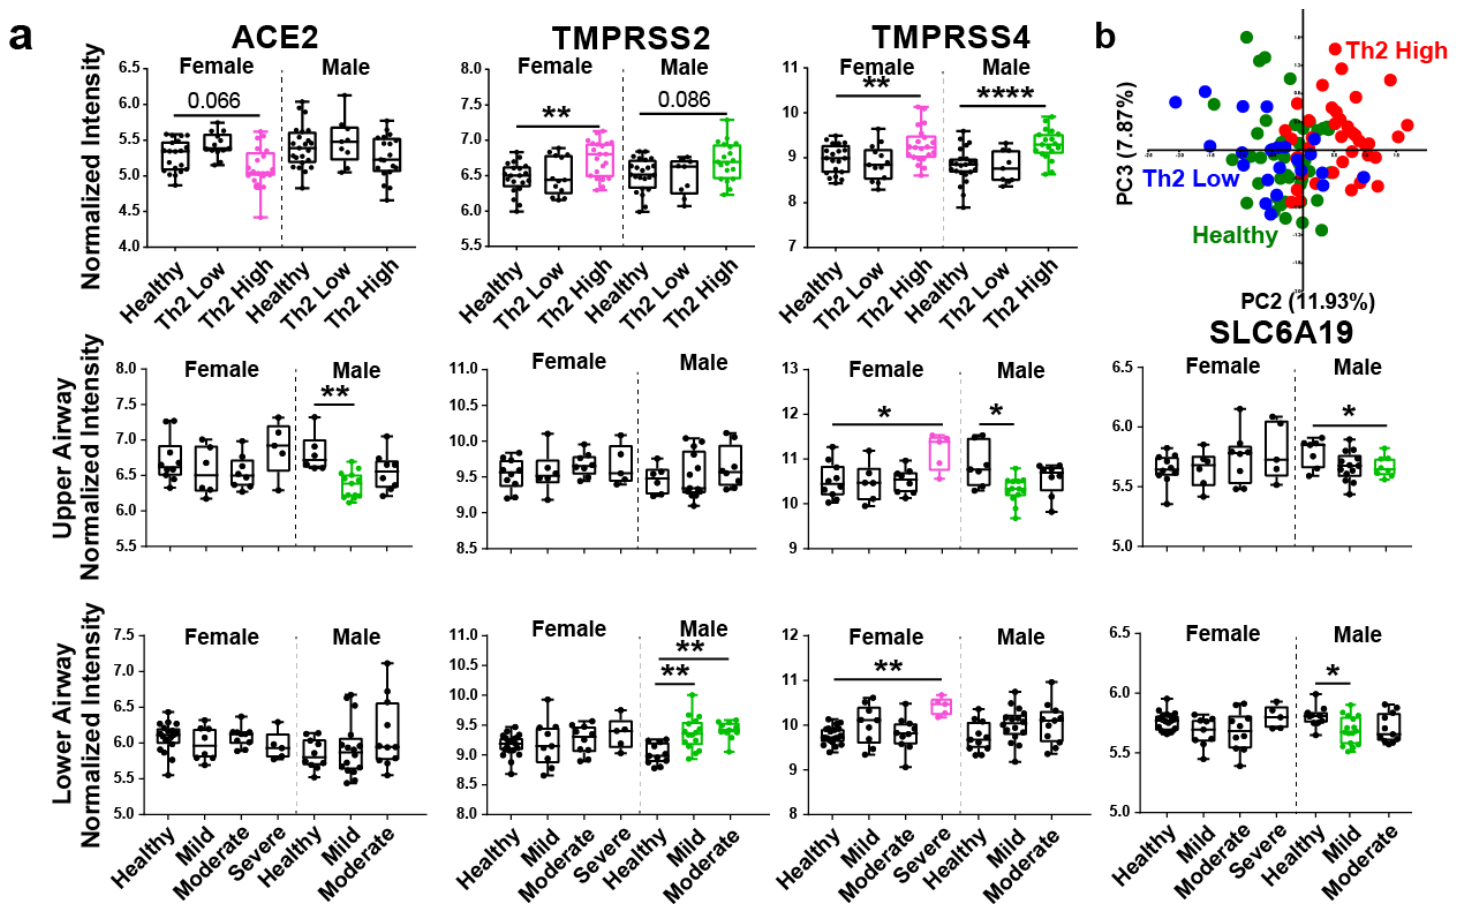 a
ACE2
TMPRSS2
TMPRSS4
b
Normalized Intensity
Female
Male
0.066
6.5
6.0
5.5
5.0
4.5
4.0
Healthy
Th2 Low
Th2 High
Healthy
Th2 Low
Th2 High
Female
Male
**
0.086
8.0
7.5
7.0
6.5
6.0
5.5
Healthy
Th2 Low
Th2 High
Healthy
Th2 Low
Th2 High
Female
Male
**
****
11
10
9
8
7
Healthy
Th2 Low
Th2 High
Healthy
Th2 Low
Th2 High
Th2 High
Th2 Low
Healthy
PC3 (7.87%)
PC2 (11.93%)
SLC6A19
Upper Airway
Normalized Intensity
Female
Male
**
8.0
7.5
7.0
6.5
6.0
5.5
Female
Male
11.0
10.5
10.0
9.5
9.0
8.5
Female
Male
*
*
13
12
11
10
9
Female
Male
*
6.5
6.0
5.5
5.0
Lower Airway
Normalized Intensity
Female
Male
7.5
7.0
6.5
6.0
5.5
5.0
Healthy
Mild
Moderate
Severe
Healthy
Mild
Moderate
Female
Male
**
**
11.0
10.5
10.0
9.5
9.0
8.5
8.0
Healthy
Mild
Moderate
Severe
Healthy
Mild
Moderate
Female
Male
**
12
11
10
9
8
Healthy
Mild
Moderate
Severe
Healthy
Mild
Moderate
Female
Male
*
6.5
6.0
5.5
5.0
Healthy
Mild
Moderate
Severe
Healthy
Mild
Moderate